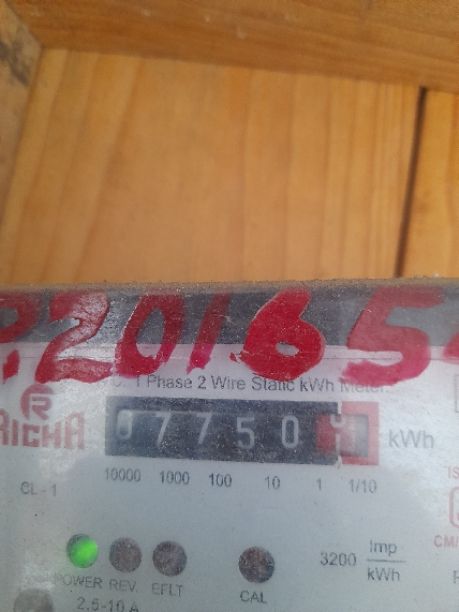 P.20165
C. 1 Phase 2 Wire Static kWh Meter.
RICHA
07750
kWh
10000 1000 100 10 1 1/10
CL - 1
3200 Imp/kWh
POWER REV. EFLT CAL
2.5-10 A